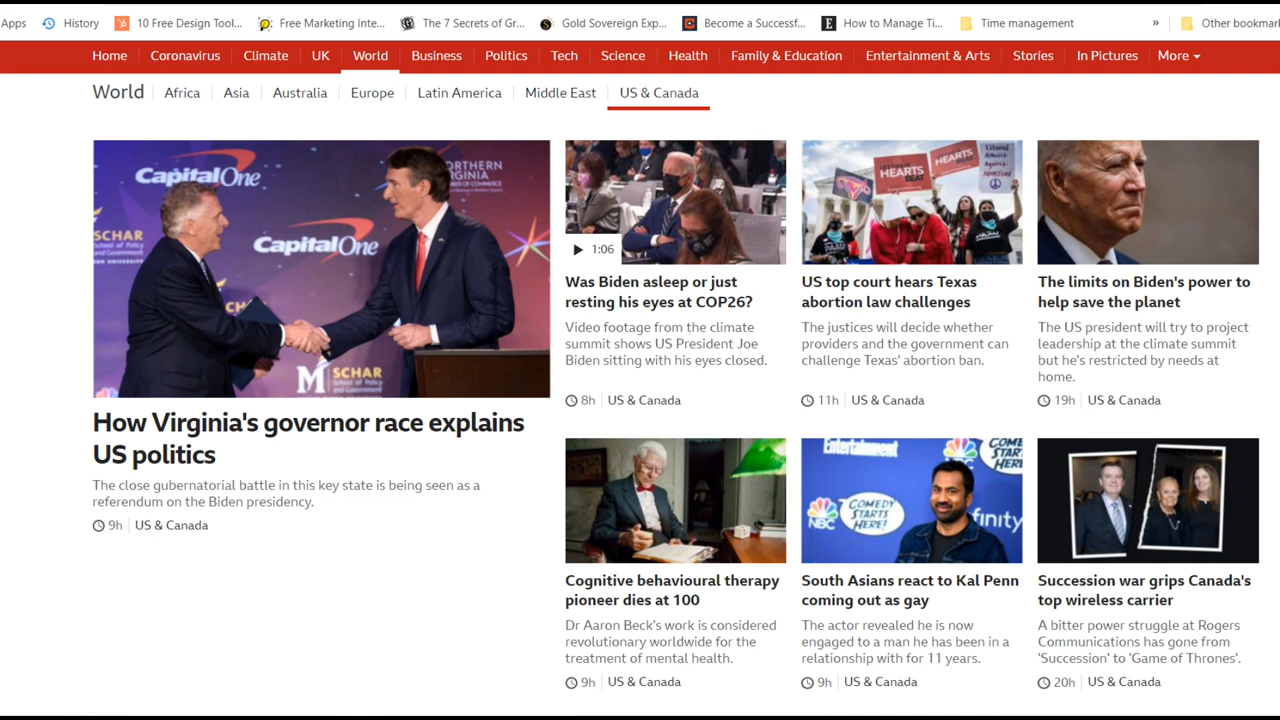 Apps History 10 Free Design Tool... Free Marketing Inte... The 7 Secrets of Gr... Gold Sovereign Exp... Become a Successf... How to Manage Ti... Time management » Other bookmar
Home Coronavirus Climate UK World Business Politics Tech Science Health Family & Education Entertainment & Arts Stories In Pictures More
World Africa Asia Australia Europe Latin America Middle East US & Canada
Capital One
SCHAR
School of Policy
Capital One
M SCHAR
School of Policy
and Government
How Virginia's governor race explains
US politics
The close gubernatorial battle in this key state is being seen as a
referendum on the Biden presidency.
9h US & Canada
1:06
Was Biden asleep or just
resting his eyes at COP26?
Video footage from the climate
summit shows US President Joe
Biden sitting with his eyes closed.
8h US & Canada
HEARTS
HEARTS
US top court hears Texas
abortion law challenges
The justices will decide whether
providers and the government can
challenge Texas' abortion ban.
11h US & Canada
The limits on Biden's power to
help save the planet
The US president will try to project
leadership at the climate summit
but he's restricted by needs at
home.
19h US & Canada
Cognitive behavioural therapy
pioneer dies at 100
Dr Aaron Beck's work is considered
revolutionary worldwide for the
treatment of mental health.
9h US & Canada
Entertainment
NBC
COMEDY
STARTS
HERE!
NBC
COME
START
HERE
finity
South Asians react to Kal Penn
coming out as gay
The actor revealed he is now
engaged to a man he has been in a
relationship with for 11 years.
9h US & Canada
Succession war grips Canada's
top wireless carrier
A bitter power struggle at Rogers
Communications has gone from
'Succession' to 'Game of Thrones'.
20h US & Canada